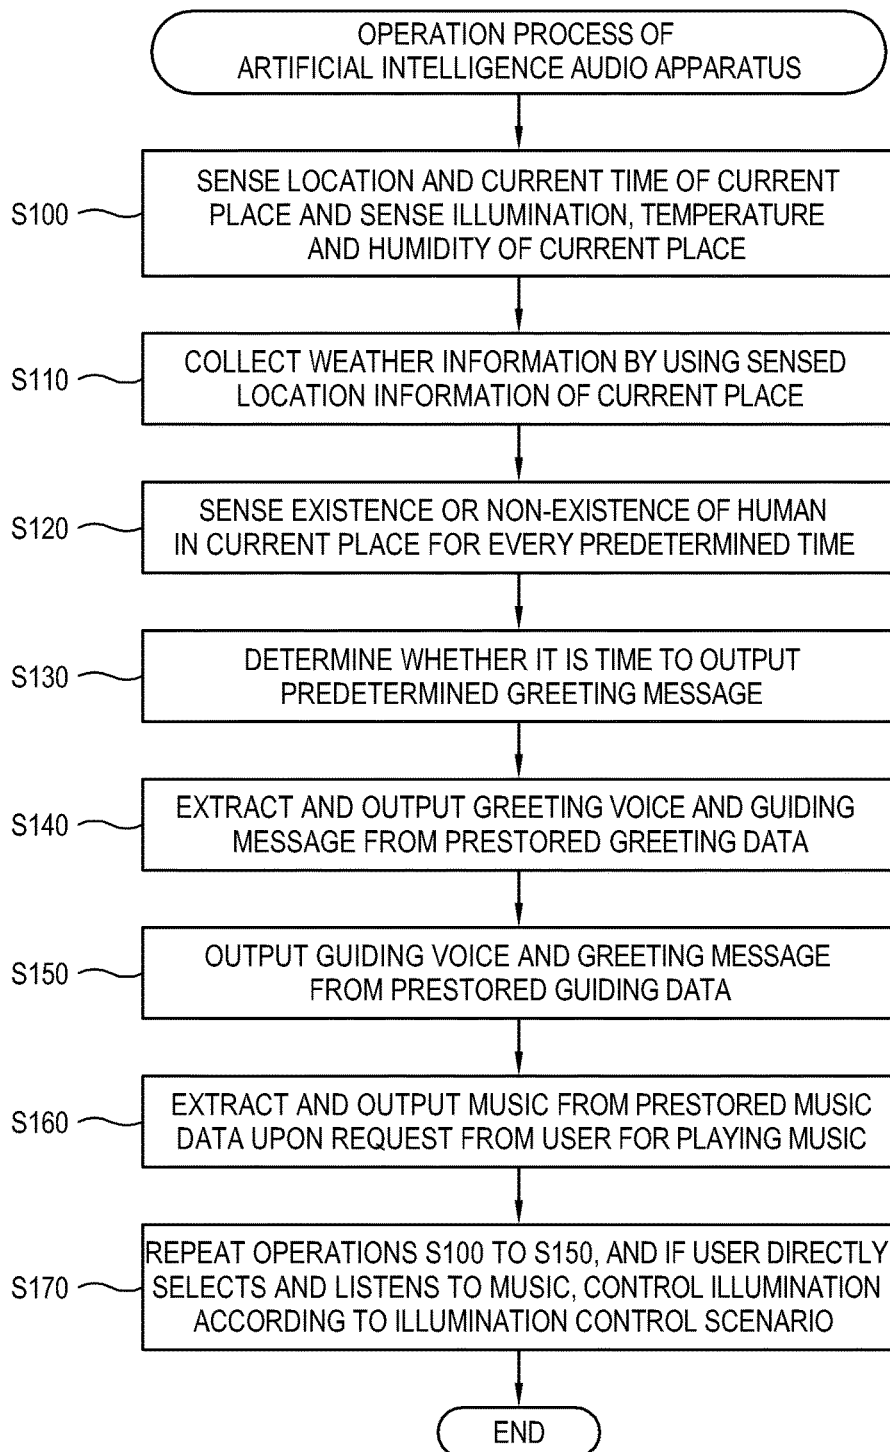 OPERATION PROCESS OF
ARTIFICIAL INTELLIGENCE AUDIO APPARATUS
S100
SENSE LOCATION AND CURRENT TIME OF CURRENT
PLACE AND SENSE ILLUMINATION, TEMPERATURE
AND HUMIDITY OF CURRENT PLACE
S110
COLLECT WEATHER INFORMATION BY USING SENSED
LOCATION INFORMATION OF CURRENT PLACE
S120
SENSE EXISTENCE OR NON-EXISTENCE OF HUMAN
IN CURRENT PLACE FOR EVERY PREDETERMINED TIME
S130
DETERMINE WHETHER IT IS TIME TO OUTPUT
PREDETERMINED GREETING MESSAGE
S140
EXTRACT AND OUTPUT GREETING VOICE AND GUIDING
MESSAGE FROM PRESTORED GREETING DATA
S150
OUTPUT GUIDING VOICE AND GREETING MESSAGE
FROM PRESTORED GUIDING DATA
S160
EXTRACT AND OUTPUT MUSIC FROM PRESTORED MUSIC
DATA UPON REQUEST FROM USER FOR PLAYING MUSIC
S170
REPEAT OPERATIONS S100 TO S150, AND IF USER DIRECTLY
SELECTS AND LISTENS TO MUSIC, CONTROL ILLUMINATION
ACCORDING TO ILLUMINATION CONTROL SCENARIO
END